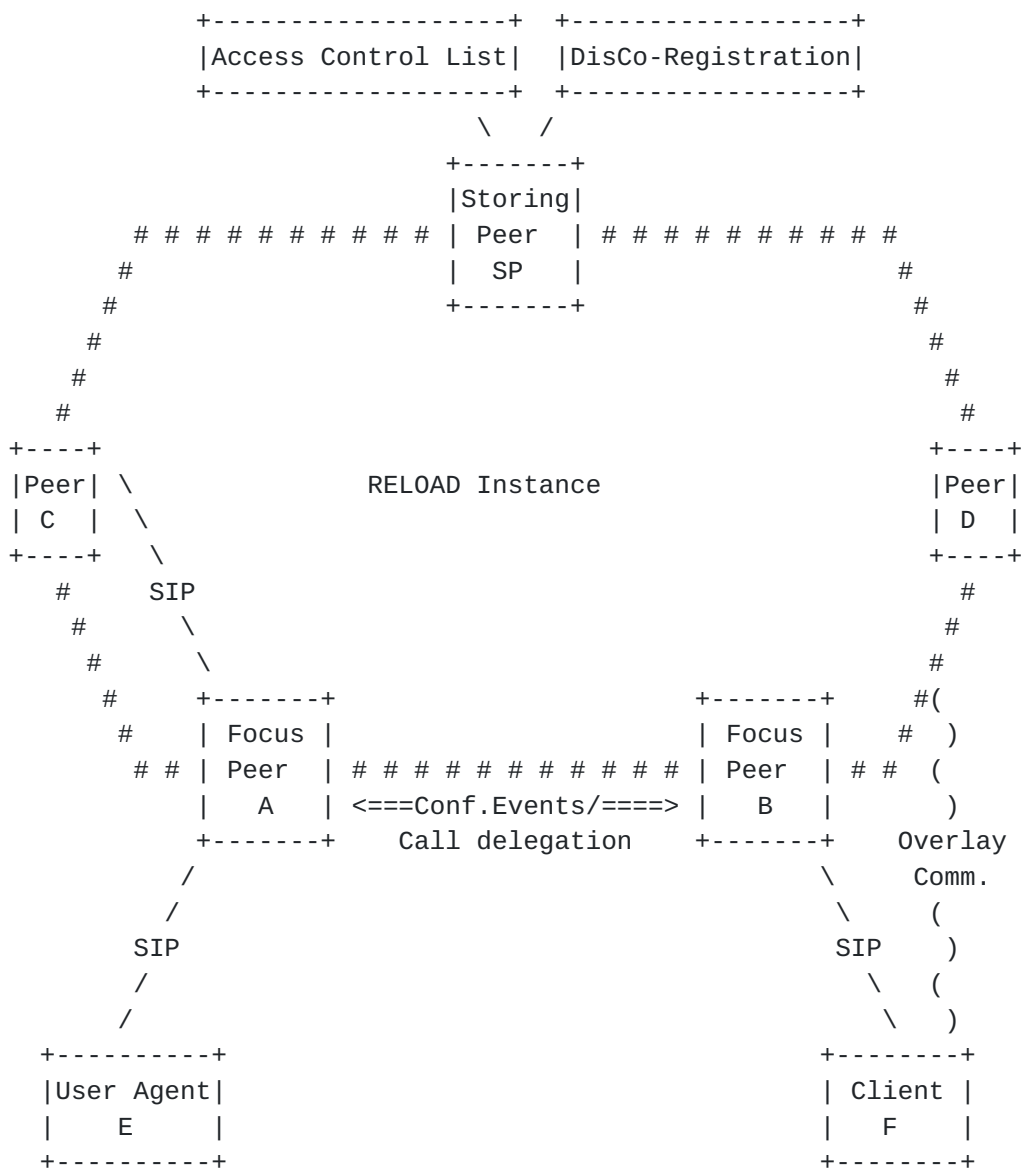 Access Control List DisCo-Registration
Storing
Peer
SP
Peer RELOAD Instance Peer
C D
SIP
Focus Focus
Peer Peer
A <===Conf.Events/====> B
Call delegation Overlay
Comm.
SIP SIP
User Agent Client
E F